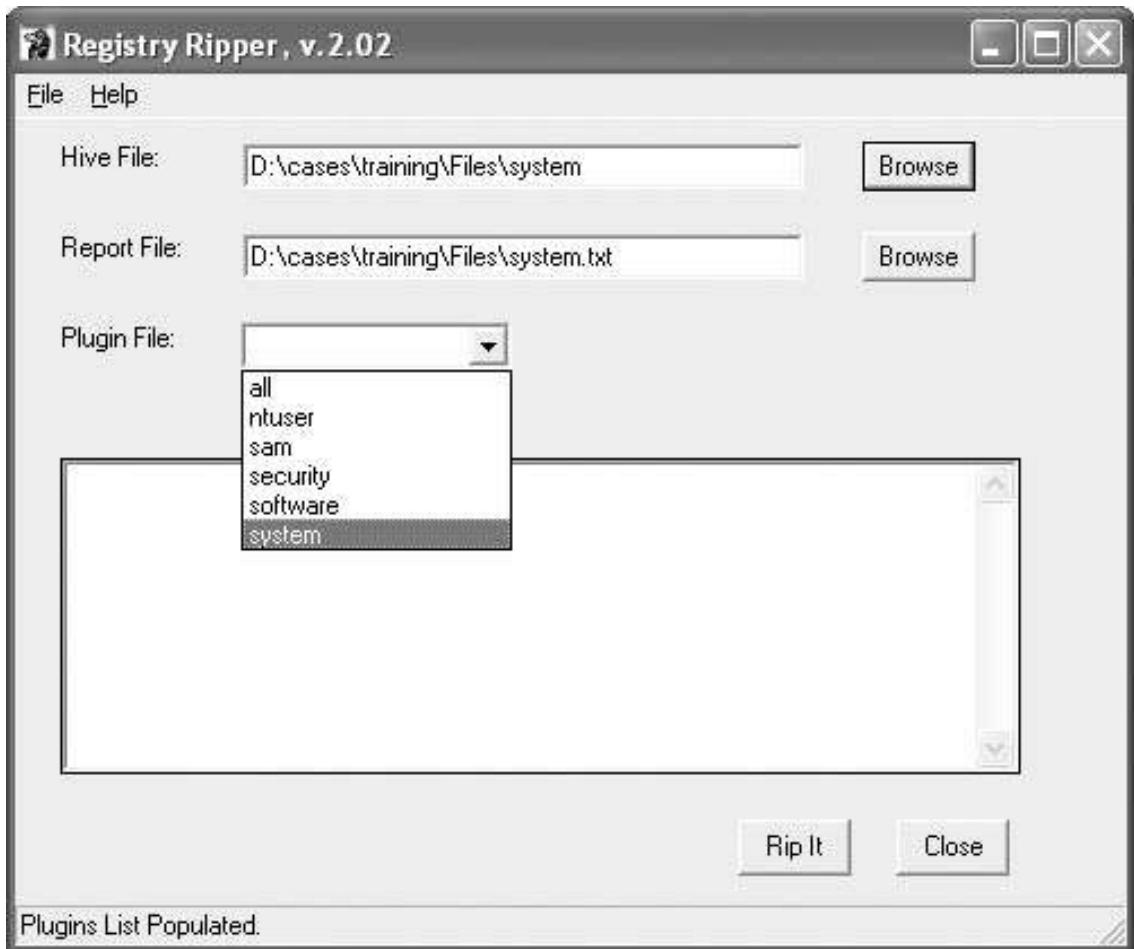 Registry Ripper, v.2.02
File Help
Hive File: D:\cases\training\Files\system Browse
Report File: D:\cases\training\Files\system.txt Browse
Plugin File:
all
ntuser
sam
security
software
system
Rip It Close
Plugins List Populated.